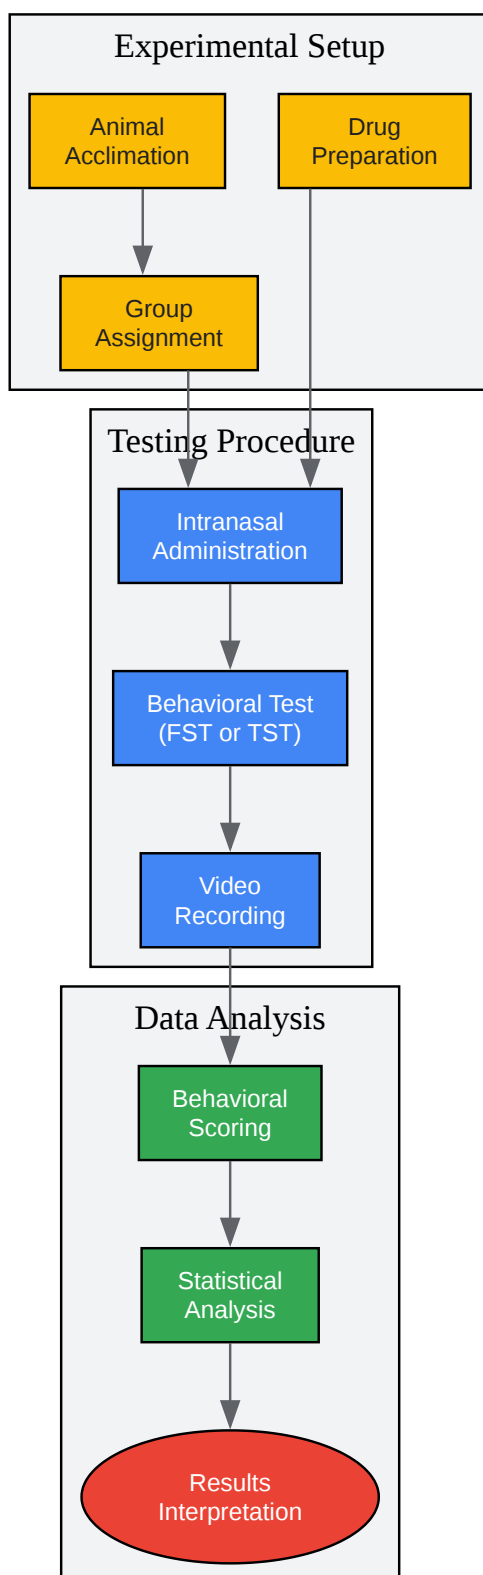 Experimental Setup
Animal
Acclimation
Drug
Preparation
Group
Assignment
Testing Procedure
Intranasal
Administration
Behavioral Test
(FST or TST)
Video
Recording
Data Analysis
Behavioral
Scoring
Statistical
Analysis
Results
Interpretation